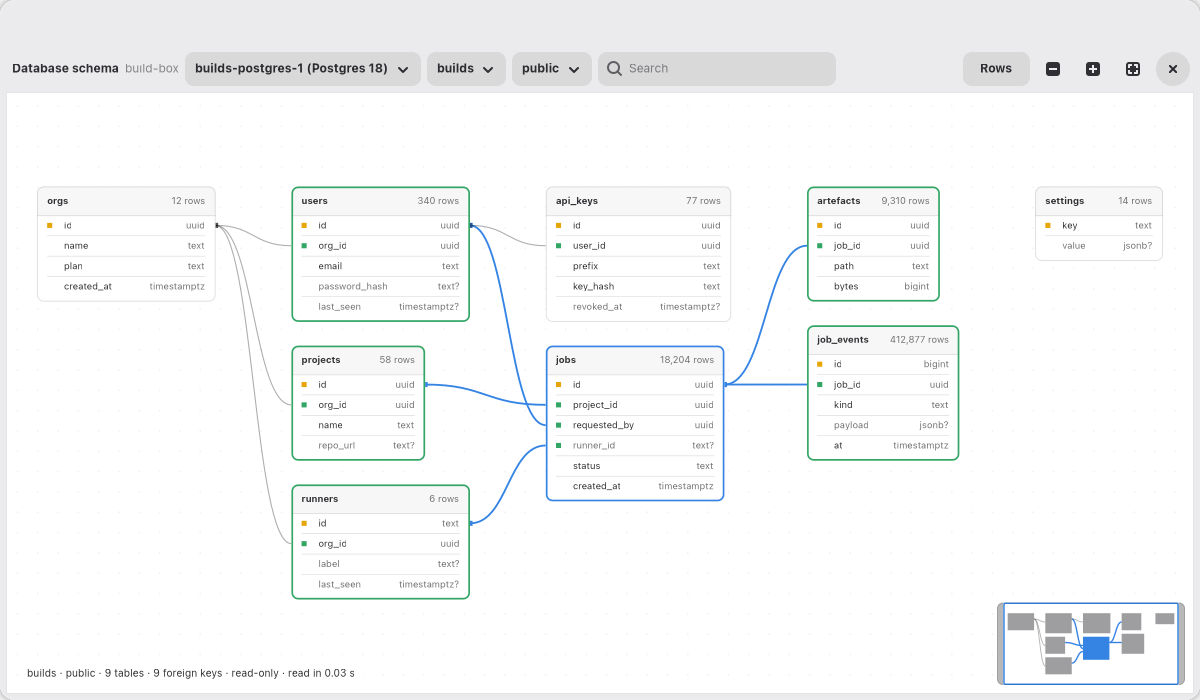 Database schema build-box builds-postgres-1 (Postgres 18) builds public Search Rows
orgs 12 rows
id uuid
name text
plan text
created_at timestamptz
users 340 rows
id uuid
org_id uuid
email text
password_hash text?
last_seen timestamptz?
api_keys 77 rows
id uuid
user_id uuid
prefix text
key_hash text
revoked_at timestamptz?
artefacts 9,310 rows
id uuid
job_id uuid
path text
bytes bigint
settings 14 rows
key text
value jsonb?
projects 58 rows
id uuid
org_id uuid
name text
repo_url text?
jobs 18,204 rows
id uuid
project_id uuid
requested_by uuid
runner_id text?
status text
created_at timestamptz
job_events 412,877 rows
id bigint
job_id uuid
kind text
payload jsonb?
at timestamptz
runners 6 rows
id text
org_id uuid
label text?
last_seen timestamptz?
builds · public · 9 tables · 9 foreign keys · read-only · read in 0.03 s